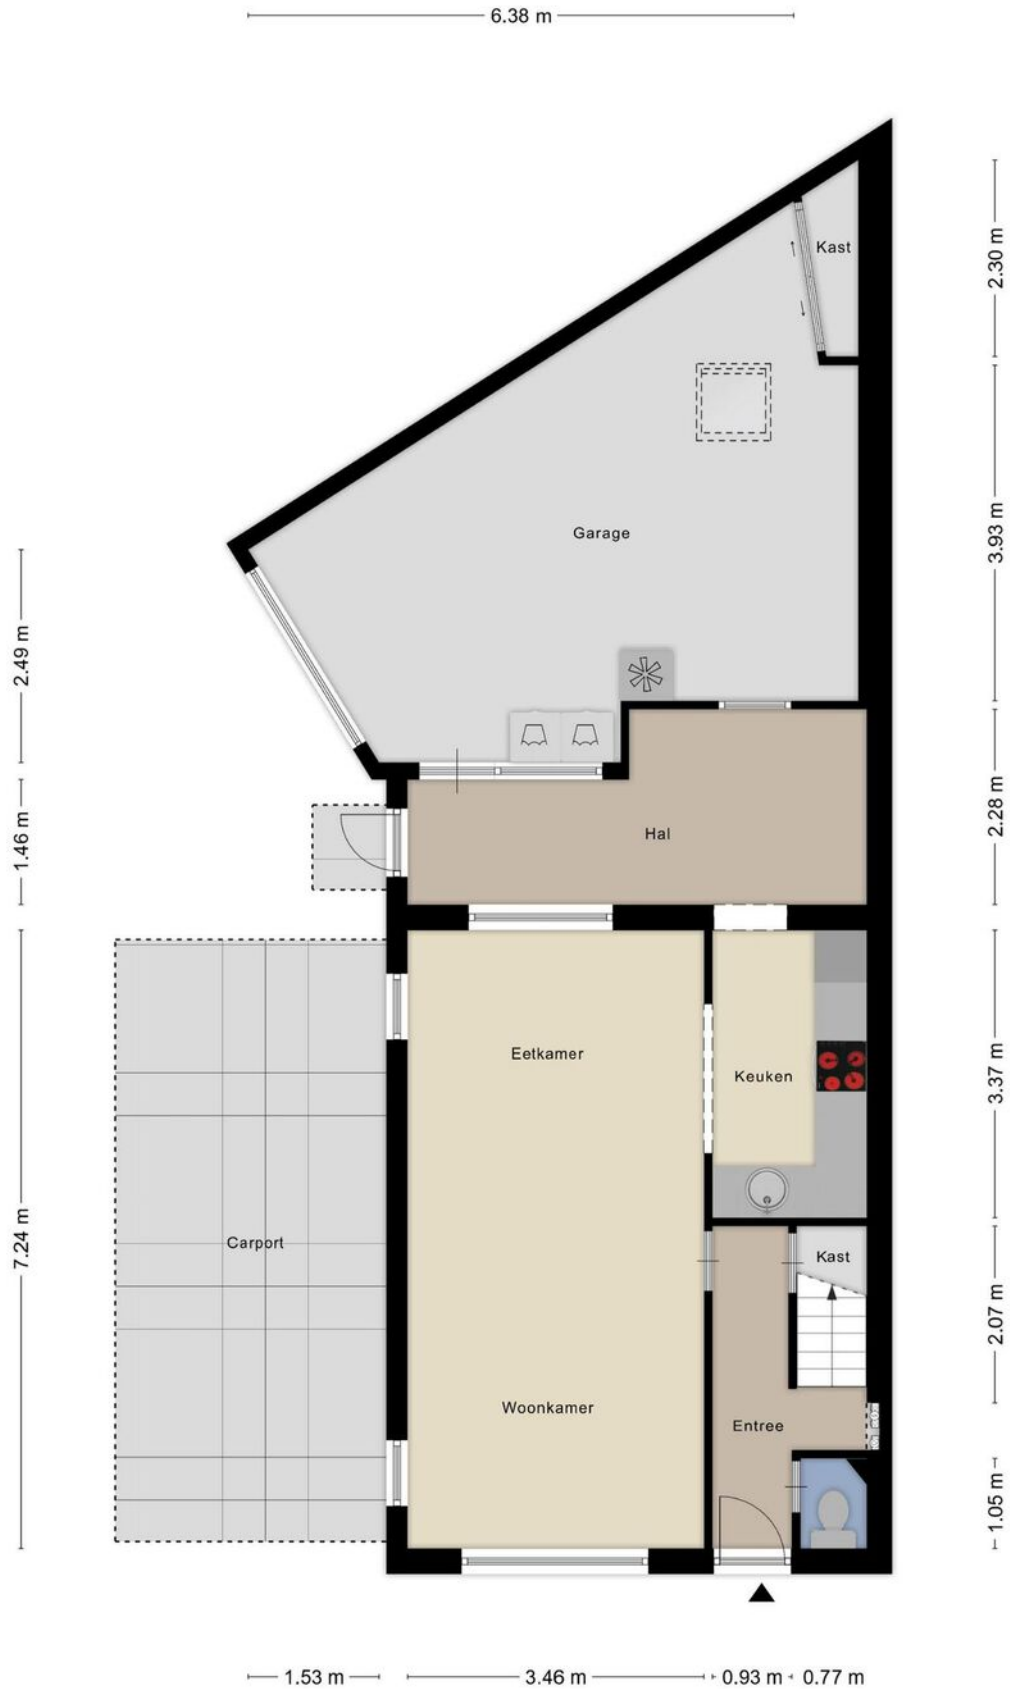 6.38 m
Kast
2.30 m
Garage
3.93 m
2.49 m
Hal
1.46 m
2.28 m
Eetkamer
Keuken
3.37 m
Carport
7.24 m
Kast
2.07 m
Woonkamer
Entree
1.05 m
1.53 m
3.46 m
0.93 m
0.77 m